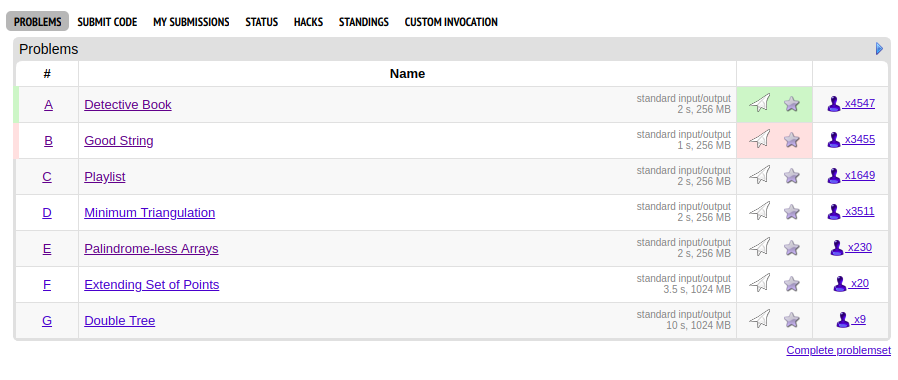 PROBLEMS SUBMIT CODE MY SUBMISSIONS STATUS HACKS STANDINGS CUSTOM INVOCATION
Problems
# Name
A Detective Book standard input/output 2 s, 256 MB x4547
B Good String standard input/output 1 s, 256 MB x3455
C Playlist standard input/output 2 s, 256 MB x1649
D Minimum Triangulation standard input/output 2 s, 256 MB x3511
E Palindrome-less Arrays standard input/output 2 s, 256 MB x230
F Extending Set of Points standard input/output 3.5 s, 1024 MB x20
G Double Tree standard input/output 10 s, 1024 MB x9
Complete problemset